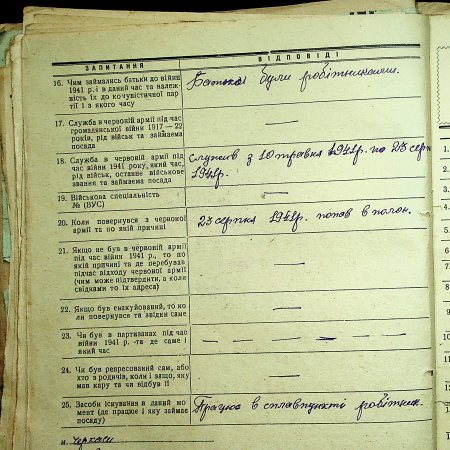 ЗАПИТАННЯ
ВІДПОВІДІ
16. Чим займались батьки до війни
1941 р. і в даний час та належ-
ність їх до комуністичної пар-
тії і з якого часу
Батьки були робітниками.
17. Служба в червоній армії під час
громадянської війни 1917—22
років, рід військ та займаема
посада
—
18. Служба в червоній армії під
час війни 1941 року, який час,
рід військ, останнє військове
звання та займаема посада
служив з 10 травня 1941р. по 23 серп
1941р.
19. Військова спеціальність
№ (ВУС)
—
20. Коли повернувся з червоної
армії та по якій причині
23 серпня 1941р. попав в полон.
21. Якщо не був в червоній армії
під час війни 1941 р., то по
якій причині та де перебував
підчас відходу червоної армії
(чим може підтвердити, а коли
свідками то їх адреса)
—
22. Якщо був евакуйований, то ко-
ли повернувся та звідки саме
—
23. Чи був в партизанах під час
війни 1941 р. та де саме і
який час
— — — — — —
24. Чи був репресований сам, або
хто з родичів, коли і защо, яку
мав кару та чи відбув її
—
25. Засоби існування в даний мо-
мент (де працює і яку займає
посаду)
Працює в сплавпункті робітник.
м. Черкаси